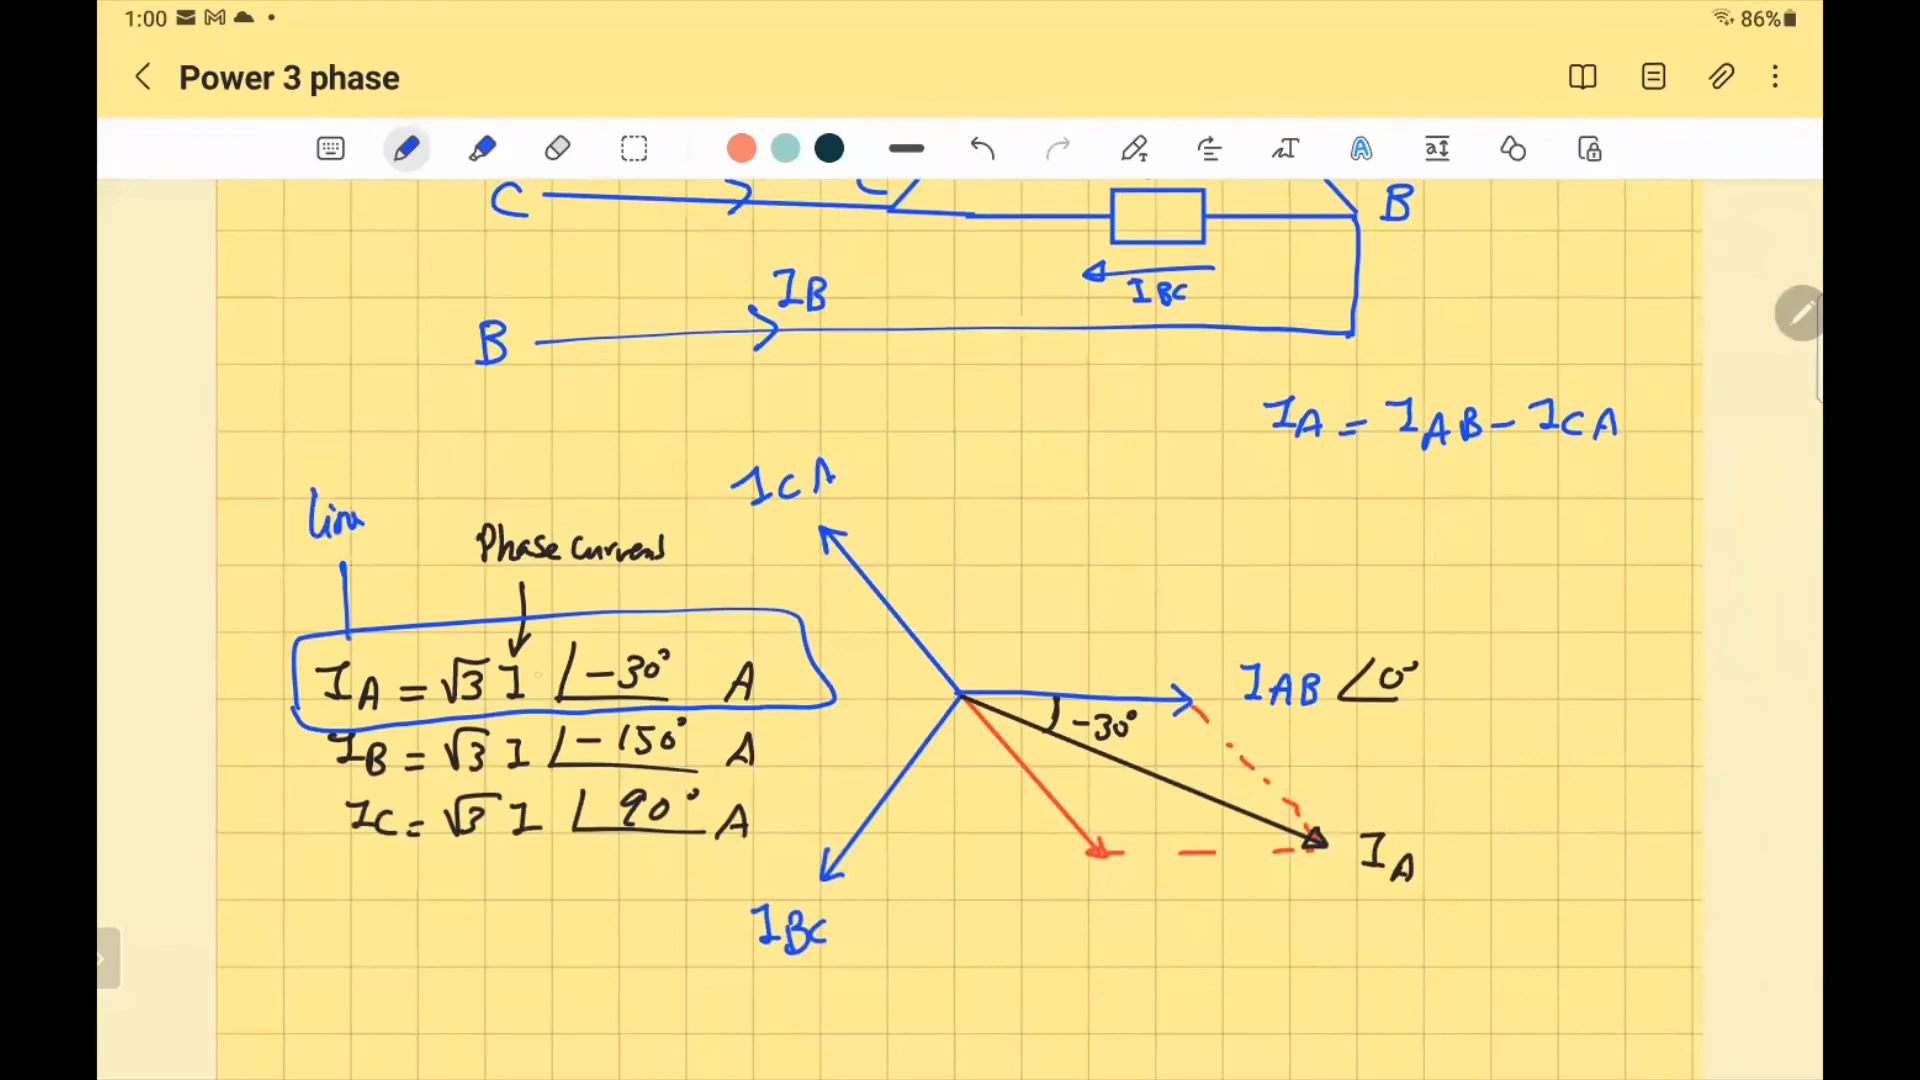 1:00
86%
Power 3 phase
C
C
B
I BC
IB
B
IA = IAB - ICA
ICA
line
Phase current
IA = √3 I ∠-30° A
IAB ∠0°
-30°
IB = √3 I ∠-150° A
IC = √3 I ∠90° A
IA
IBC